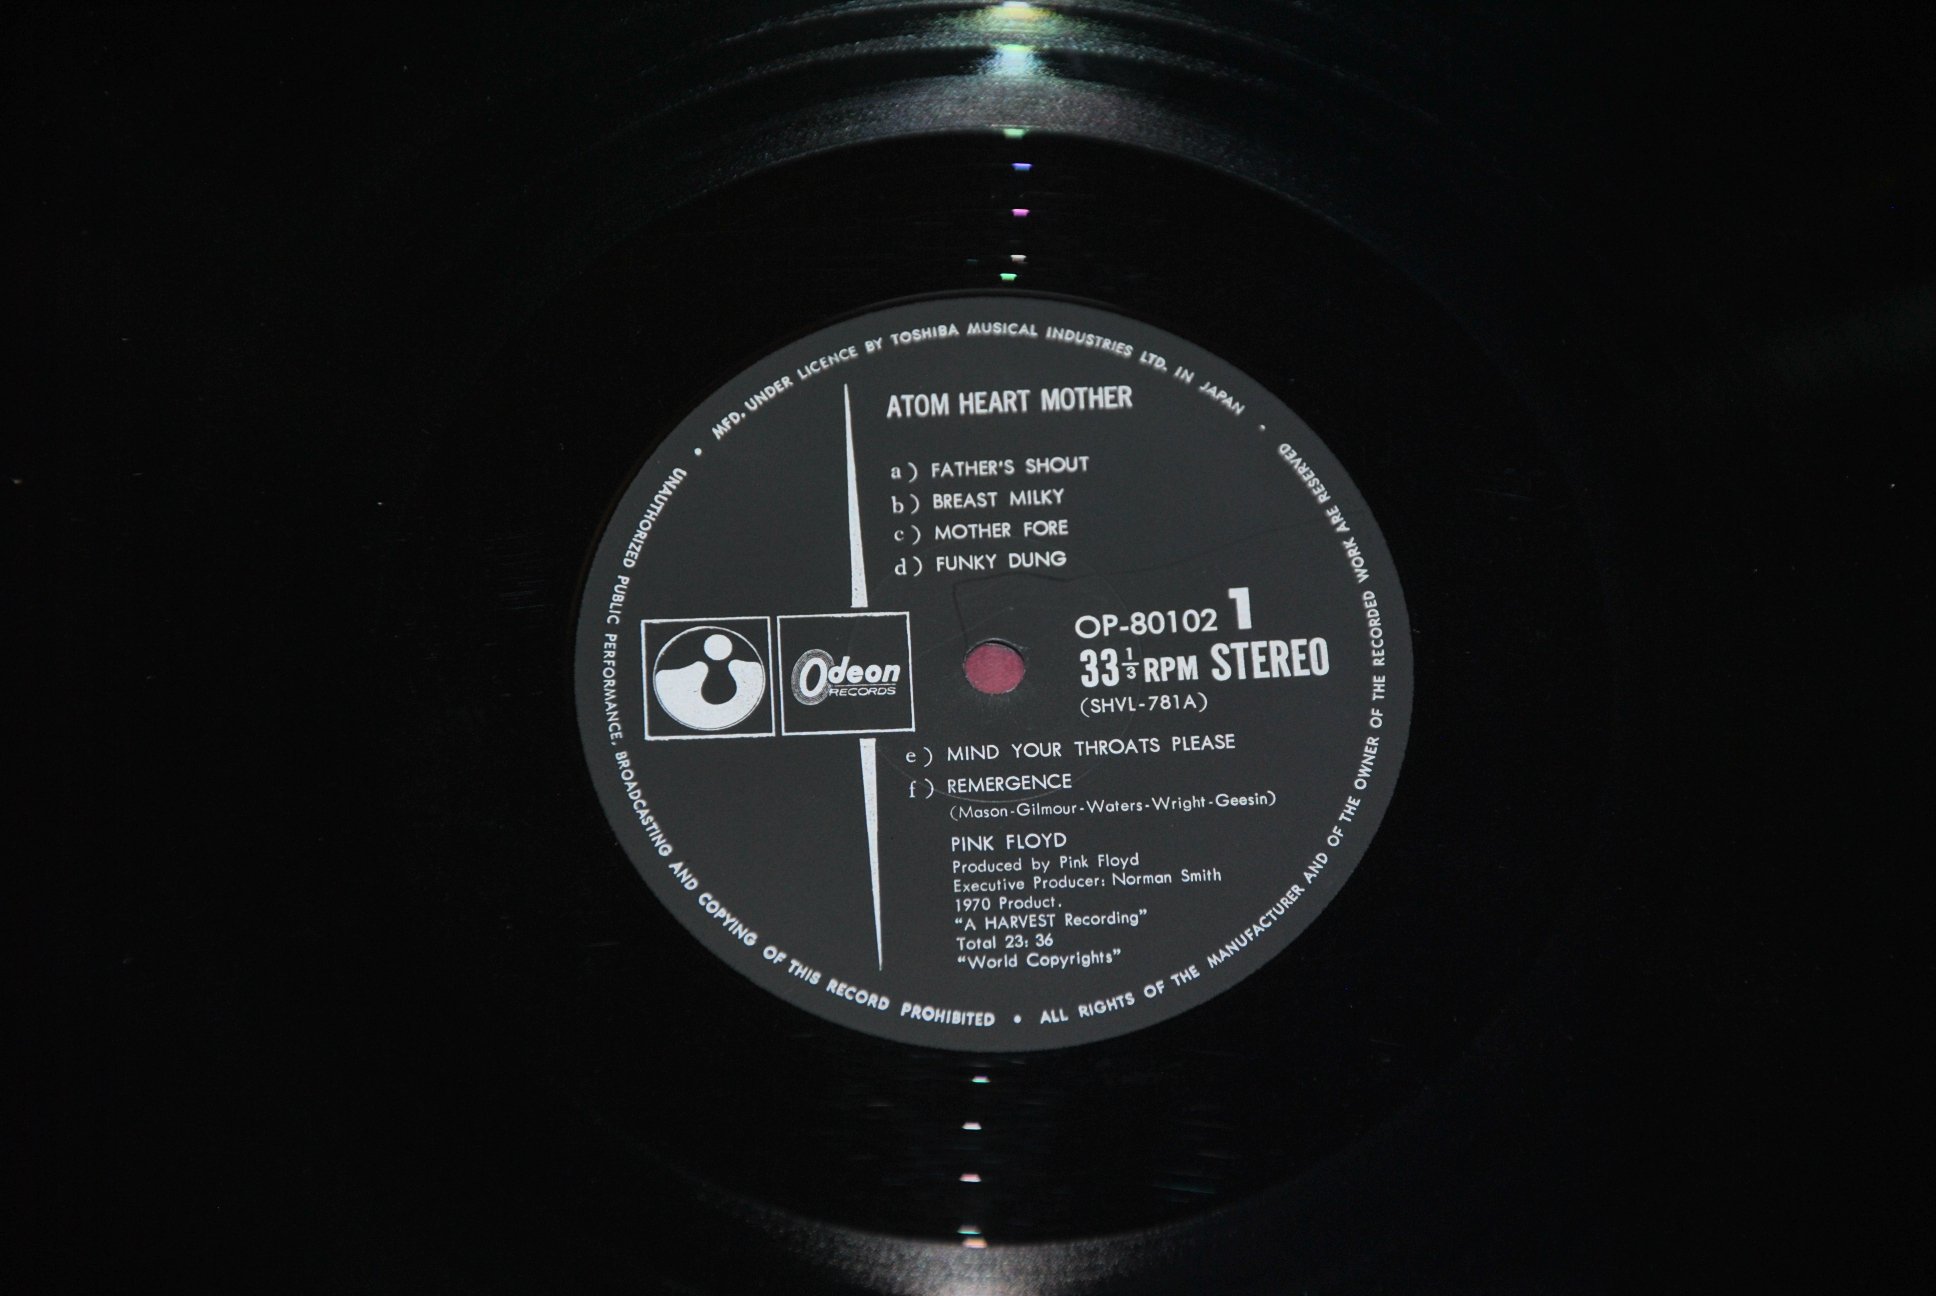 MFD. UNDER LICENCE BY TOSHIBA MUSICAL INDUSTRIES LTD. IN JAPAN •
ALL RIGHTS OF THE MANUFACTURER AND OF THE OWNER OF THE RECORDED WORK ARE RESERVED
• UNAUTHORIZED PUBLIC PERFORMANCE, BROADCASTING AND COPYING OF THIS RECORD PROHIBITED •
ATOM HEART MOTHER
a) FATHER'S SHOUT
b) BREAST MILKY
c) MOTHER FORE
d) FUNKY DUNG
OP-80102 1
33 1/3 RPM STEREO
(SHVL-781A)
Odeon
RECORDS
e) MIND YOUR THROATS PLEASE
f) REMERGENCE
(Mason-Gilmour-Waters-Wright-Geesin)
PINK FLOYD
Produced by Pink Floyd
Executive Producer: Norman Smith
1970 Product.
"A HARVEST Recording"
Total 23: 36
"World Copyrights"